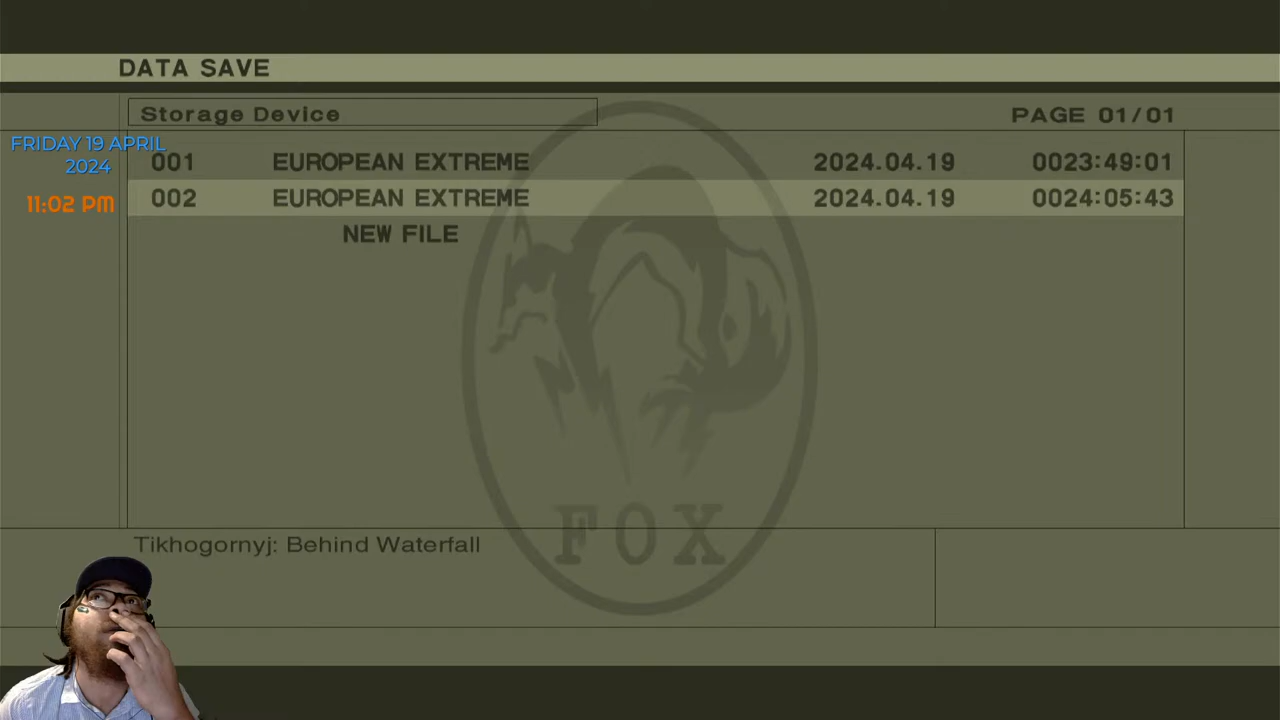 DATA SAVE
Storage Device PAGE 01/01
FRIDAY 19 APRIL
2024
001 EUROPEAN EXTREME 2024.04.19 0023:49:01
11:02 PM
002 EUROPEAN EXTREME 2024.04.19 0024:05:43
NEW FILE
FOX
Tikhogornyj: Behind Waterfall